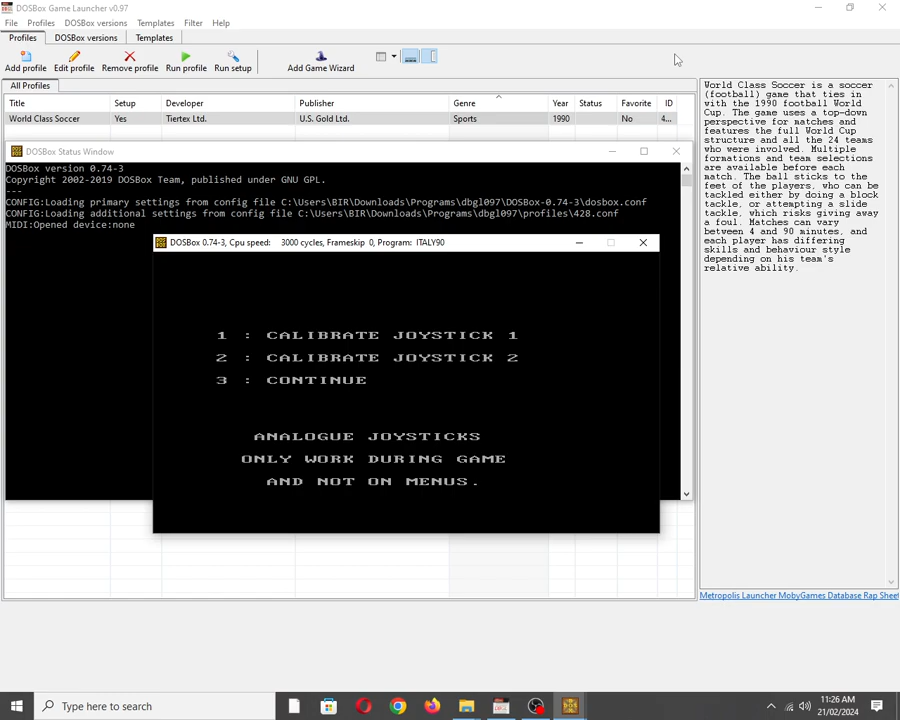 DOSBox Game Launcher v0.97
File Profiles DOSBox versions Templates Filter Help
Profiles DOSBox versions Templates
Add profile Edit profile Remove profile Run profile Run setup Add Game Wizard
All Profiles
Title Setup Developer Publisher Genre Year Status Favorite ID
World Class Soccer Yes Tiertex Ltd. U.S. Gold Ltd. Sports 1990 No 4...
DOSBox Status Window
DOSBox version 0.74-3
Copyright 2002-2019 DOSBox Team, published under GNU GPL.
---
CONFIG:Loading primary settings from config file C:\Users\BIR\Downloads\Programs\dbgl097\DOSBox-0.74-3\dosbox.conf
CONFIG:Loading additional settings from config file C:\Users\BIR\Downloads\Programs\dbgl097\profiles\428.conf
MIDI:Opened device:none
DOSBox 0.74-3, Cpu speed: 3000 cycles, Frameskip 0, Program: ITALY90
1 : CALIBRATE JOYSTICK 1
2 : CALIBRATE JOYSTICK 2
3 : CONTINUE
ANALOGUE JOYSTICKS
ONLY WORK DURING GAME
AND NOT ON MENUS.
World Class Soccer is a soccer
(football) game that ties in
with the 1990 football World
Cup. The game uses a top-down
perspective for matches and
features the full World Cup
structure and all the 24 teams
who were involved. Multiple
formations and team selections
are available before each
match. The ball sticks to the
feet of the players, who can be
tackled either by doing a block
tackle, or attempting a slide
tackle, which risks giving away
a foul. Matches can vary
between 4 and 90 minutes, and
each player has differing
skills and behaviour style
depending on his team's
relative ability.
Metropolis Launcher MobyGames Database Rap Sheet
Type here to search
11:26 AM
21/02/2024